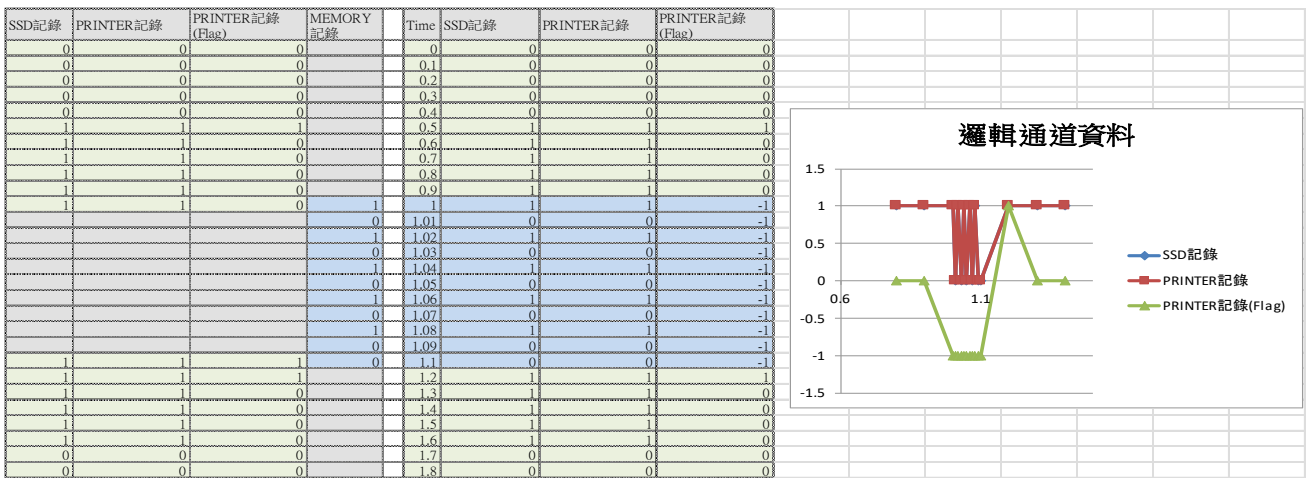 SSD記錄 PRINTER記錄 PRINTER記錄(Flag) MEMORY記錄 Time SSD記錄 PRINTER記錄 PRINTER記錄(Flag)
0 0 0 0 0 0 0
0 0 0 0.1 0 0 0
0 0 0 0.2 0 0 0
0 0 0 0.3 0 0 0
0 0 0 0.4 0 0 0
1 1 1 0.5 1 1 1
1 1 0 0.6 1 1 0
1 1 0 0.7 1 1 0
1 1 0 0.8 1 1 0
1 1 0 0.9 1 1 0
1 1 0 1 1 1 1 -1
0 1.01 0 0 -1
1 1.02 1 1 -1
0 1.03 0 0 -1
1 1.04 1 1 -1
0 1.05 0 0 -1
1 1.06 1 1 -1
0 1.07 0 0 -1
1 1.08 1 1 -1
0 1.09 0 0 -1
1 1 1 0 1.1 0 0 -1
1 1 1 1.2 1 1 1
1 1 0 1.3 1 1 0
1 1 0 1.4 1 1 0
1 1 0 1.5 1 1 0
1 1 0 1.6 1 1 0
0 0 0 1.7 0 0 0
0 0 0 1.8 0 0 0
邏輯通道資料
1.5
1
0.5
0
-0.5
-1
-1.5
0.6 1.1
SSD記錄
PRINTER記錄
PRINTER記錄(Flag)